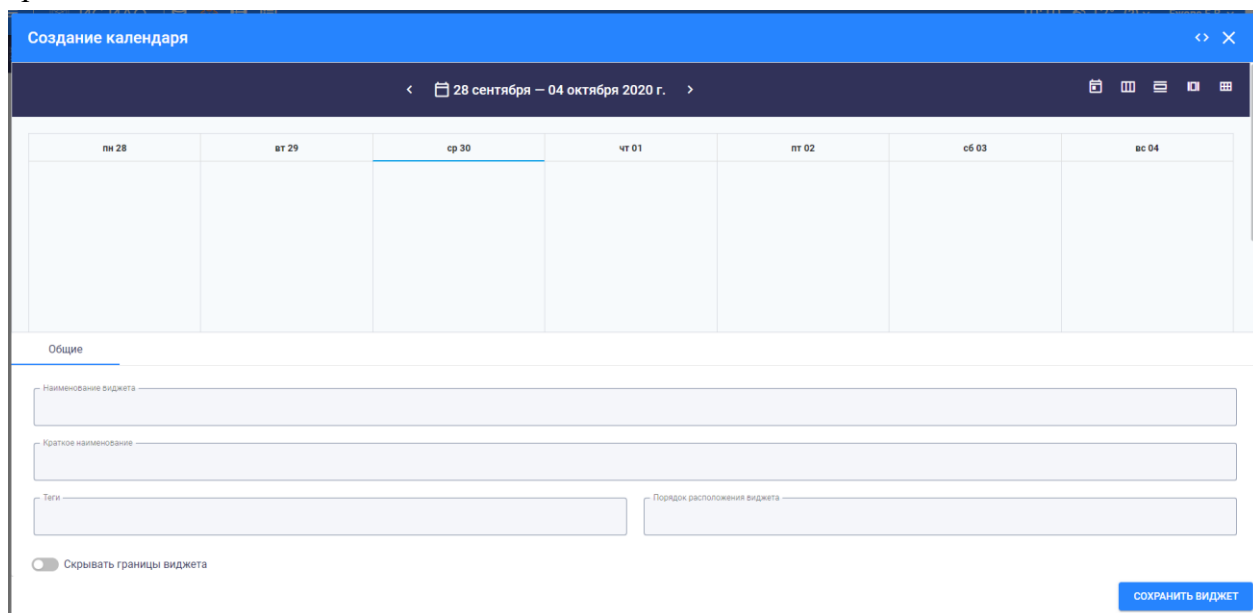 Создание календаря
28 сентября — 04 октября 2020 г.
пн 28 вт 29 ср 30 чт 01 пт 02 сб 03 вс 04
Общие
Наименование виджета
Краткое наименование
Теги Порядок расположения виджета
Скрывать границы виджета
СОХРАНИТЬ ВИДЖЕТ